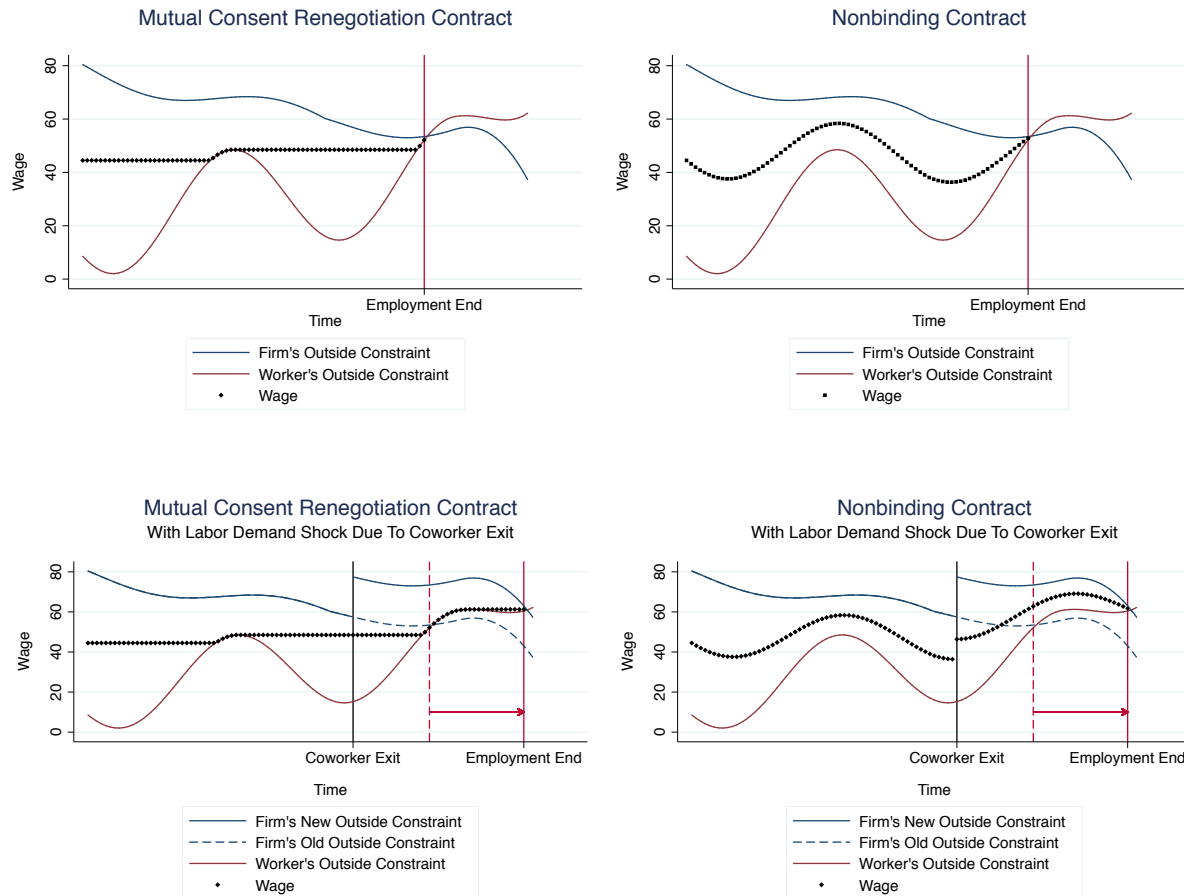 Mutual Consent Renegotiation Contract
80
60
40
20
0
Wage
Employment End
Time
Firm's Outside Constraint
Worker's Outside Constraint
Wage
Nonbinding Contract
80
60
40
20
0
Wage
Employment End
Time
Firm's Outside Constraint
Worker's Outside Constraint
Wage
Mutual Consent Renegotiation Contract
With Labor Demand Shock Due To Coworker Exit
80
60
40
20
0
Wage
Coworker Exit
Employment End
Time
Firm's New Outside Constraint
Firm's Old Outside Constraint
Worker's Outside Constraint
Wage
Nonbinding Contract
With Labor Demand Shock Due To Coworker Exit
80
60
40
20
0
Wage
Coworker Exit
Employment End
Time
Firm's New Outside Constraint
Firm's Old Outside Constraint
Worker's Outside Constraint
Wage